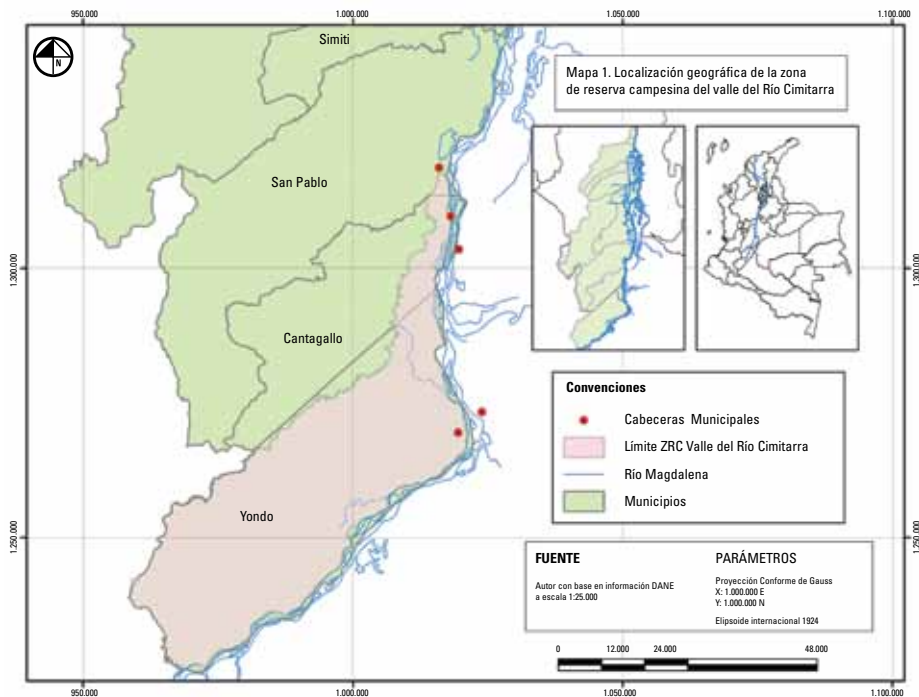 950.000
1.000.000
1.050.000
1.100.000
N
Simiti
Mapa 1. Localización geográfica de la zona
de reserva campesina del valle del Río Cimitarra
San Pablo
1.300.000
1.300.000
Cantagallo
Convenciones
Cabeceras Municipales
Límite ZRC Valle del Río Cimitarra
Río Magdalena
Municipios
Yondo
1.250.000
1.250.000
FUENTE
Autor con base en información DANE
a escala 1:25.000
PARÁMETROS
Proyección Conforme de Gauss
X: 1.000.000 E
Y: 1.000.000 N
Elipsoide internacional 1924
0 12.000 24.000 48.000
950.000
1.000.000
1.050.000
1.100.000